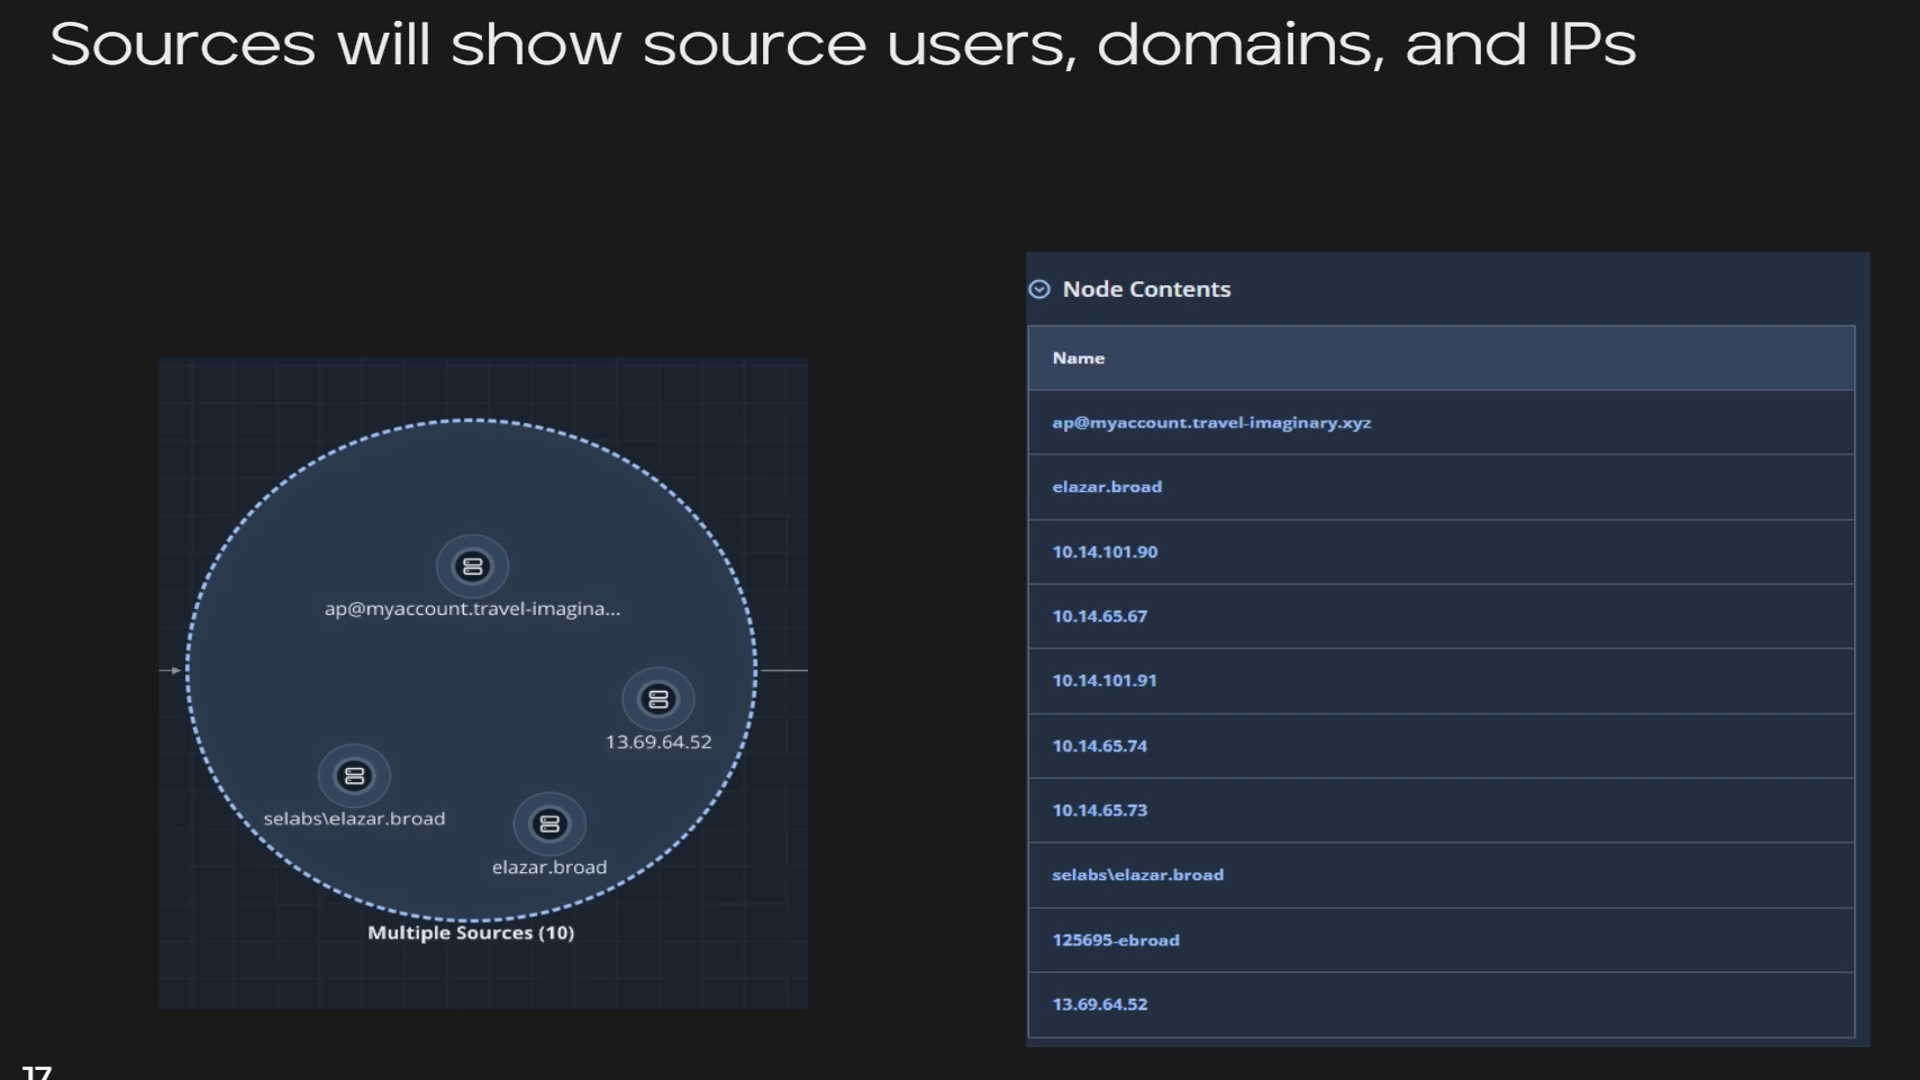 Sources will show source users, domains, and IPs
ap@myaccount.travel-imagina...
13.69.64.52
selabs\elazar.broad
elazar.broad
Multiple Sources (10)
Node Contents
Name
ap@myaccount.travel-imaginary.xyz
elazar.broad
10.14.101.90
10.14.65.67
10.14.101.91
10.14.65.74
10.14.65.73
selabs\elazar.broad
125695-ebroad
13.69.64.52
17